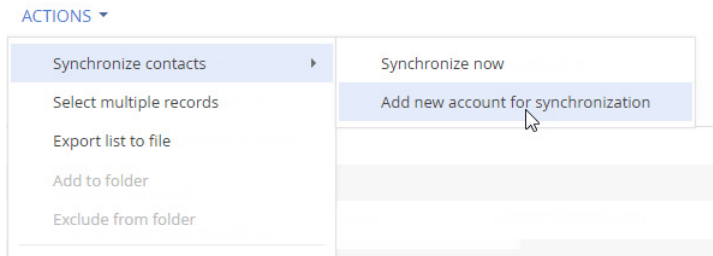 ACTIONS
Synchronize contacts
Synchronize now
Select multiple records
Add new account for synchronization
Export list to file
Add to folder
Exclude from folder